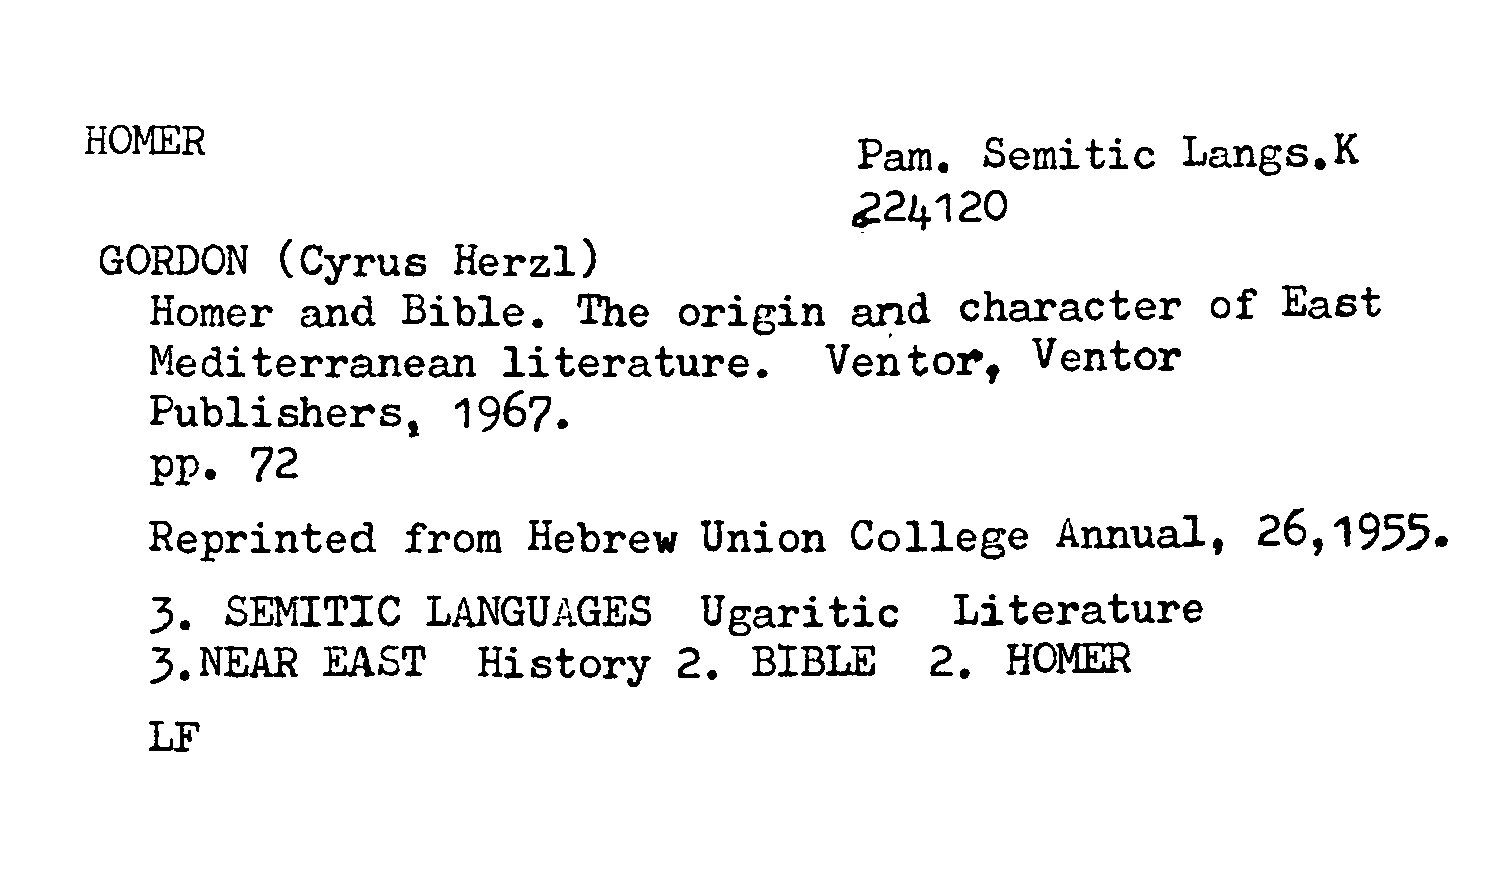 HOMER
Pam. Semitic Langs.K
224120
GORDON (Cyrus Herzl)
Homer and Bible. The origin and character of East
Mediterranean literature. Ventor, Ventor
Publishers, 1967.
pp. 72
Reprinted from Hebrew Union College Annual, 26,1955.
3. SEMITIC LANGUAGES Ugaritic Literature
3.NEAR EAST History 2. BIBLE 2. HOMER
LF